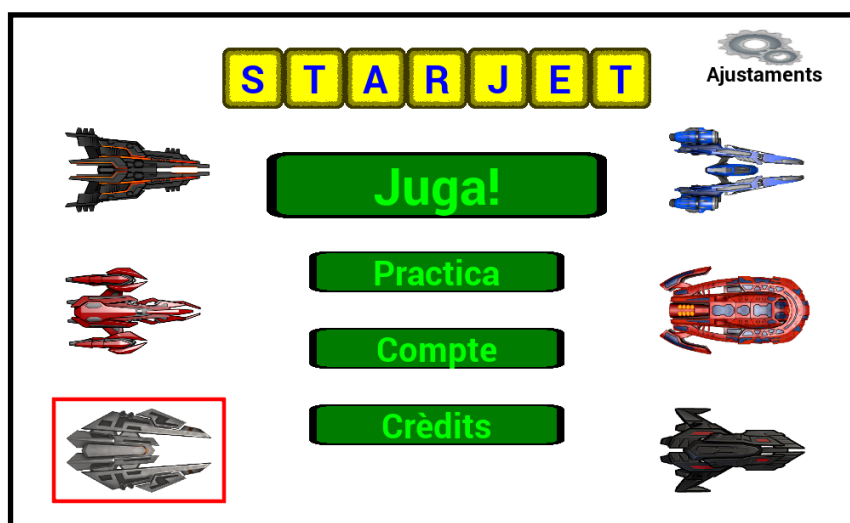 STARJET
Ajustaments
Juga!
Practica
Compte
Crèdits